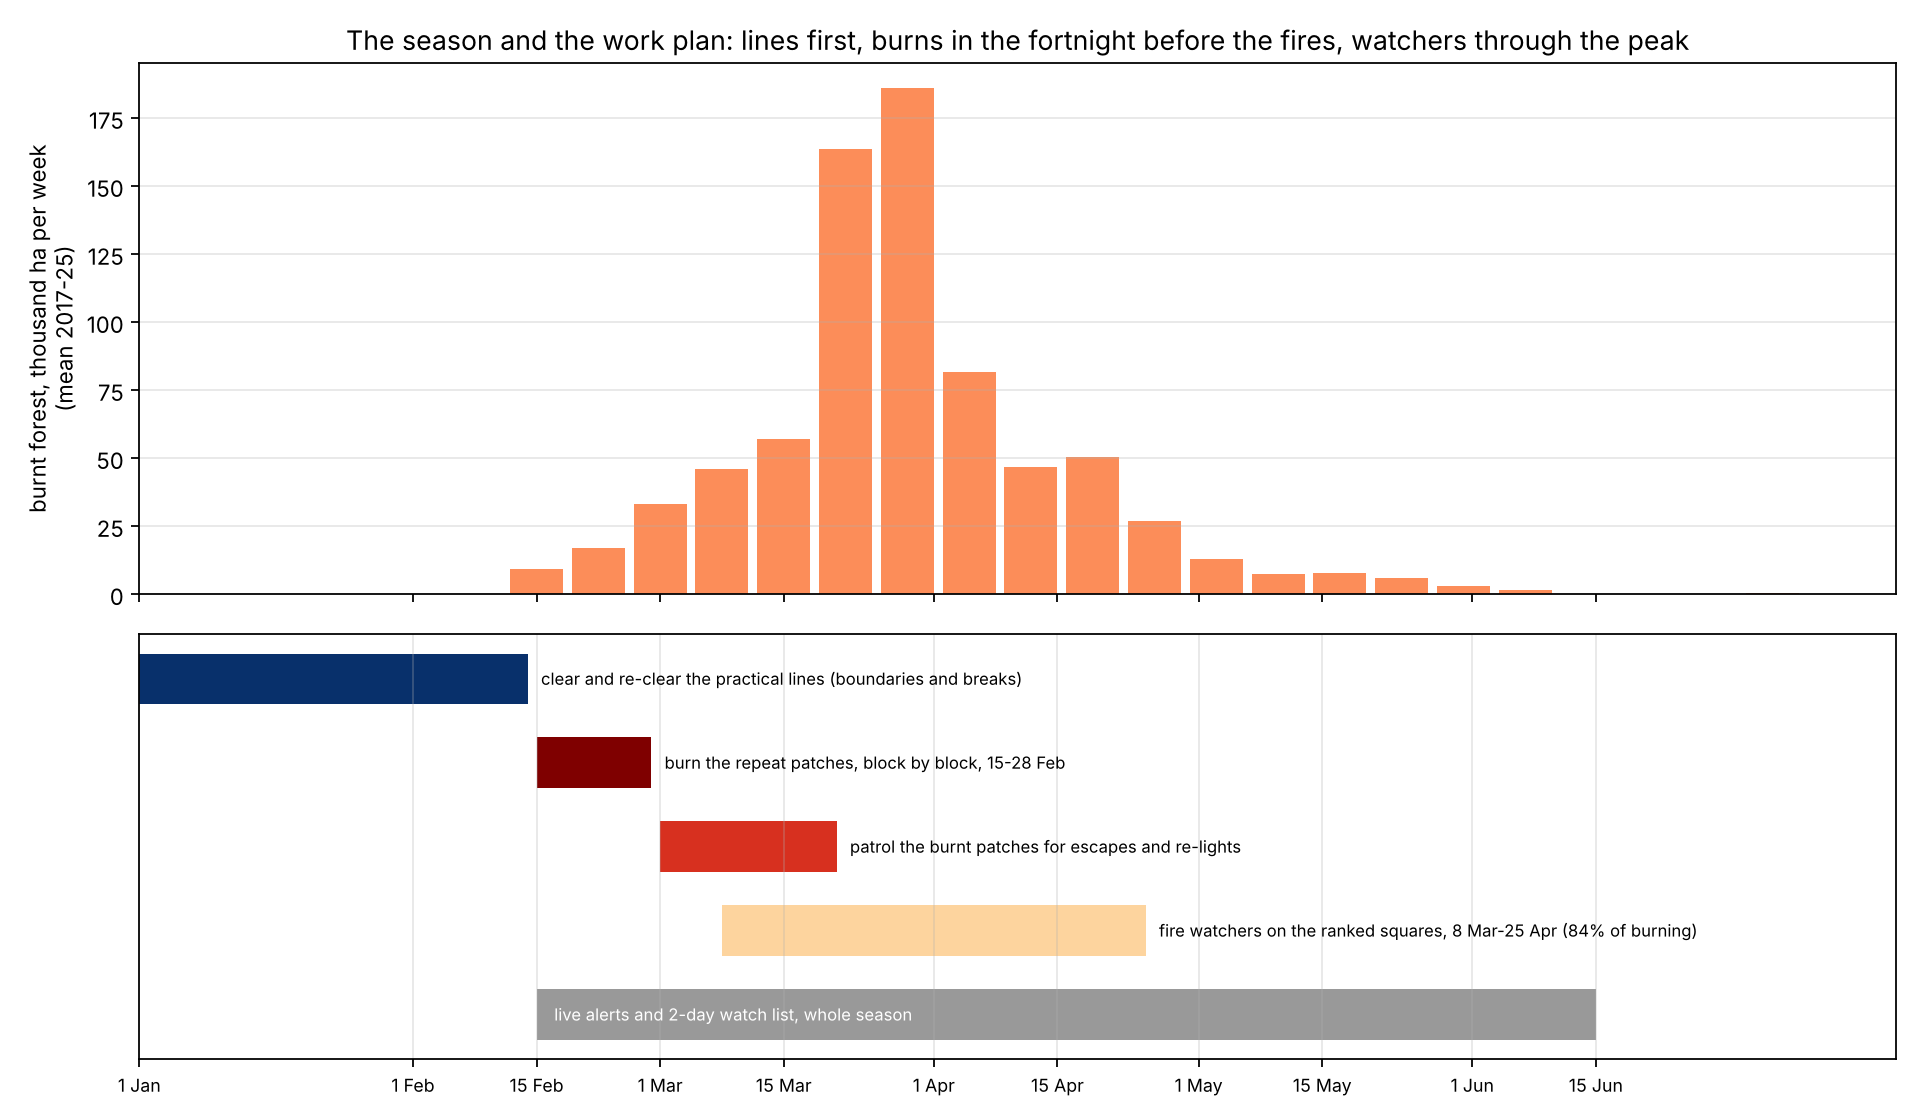 The season and the work plan: lines first, burns in the fortnight before the fires, watchers through the peak
burnt forest, thousand ha per week
(mean 2017-25)
175
150
125
100
75
50
25
0
clear and re-clear the practical lines (boundaries and breaks)
burn the repeat patches, block by block, 15-28 Feb
patrol the burnt patches for escapes and re-lights
fire watchers on the ranked squares, 8 Mar-25 Apr (84% of burning)
live alerts and 2-day watch list, whole season
1 Jan
1 Feb
15 Feb
1 Mar
15 Mar
1 Apr
15 Apr
1 May
15 May
1 Jun
15 Jun